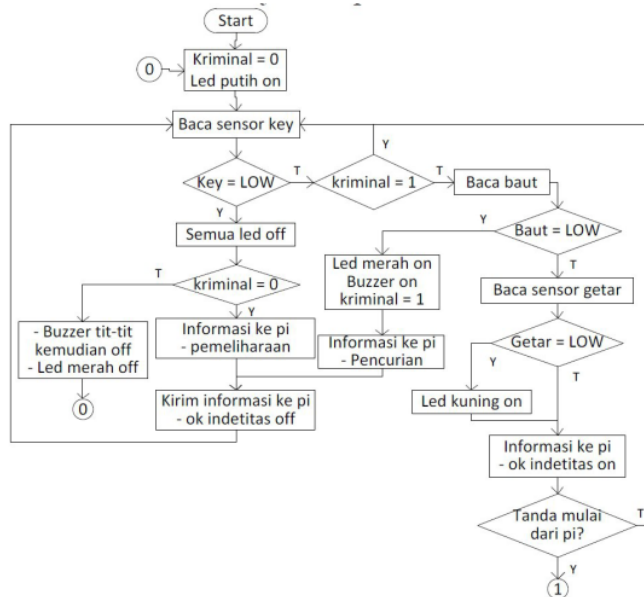 Start
0
Kriminal = 0
Led putih on
Baca sensor key
Y
Key = LOW
T
kriminal = 1
T
Baca baut
Y
Semua led off
Y
Baut = LOW
T
T
kriminal = 0
Y
Led merah on
Buzzer on
kriminal = 1
Baca sensor getar
- Buzzer tit-tit
kemudian off
- Led merah off
Informasi ke pi
- pemeliharaan
Informasi ke pi
- Pencurian
Getar = LOW
Y
T
0
Kirim informasi ke pi
- ok indetitas off
Led kuning on
Informasi ke pi
- ok indetitas on
Tanda mulai
dari pi?
T
Y
1